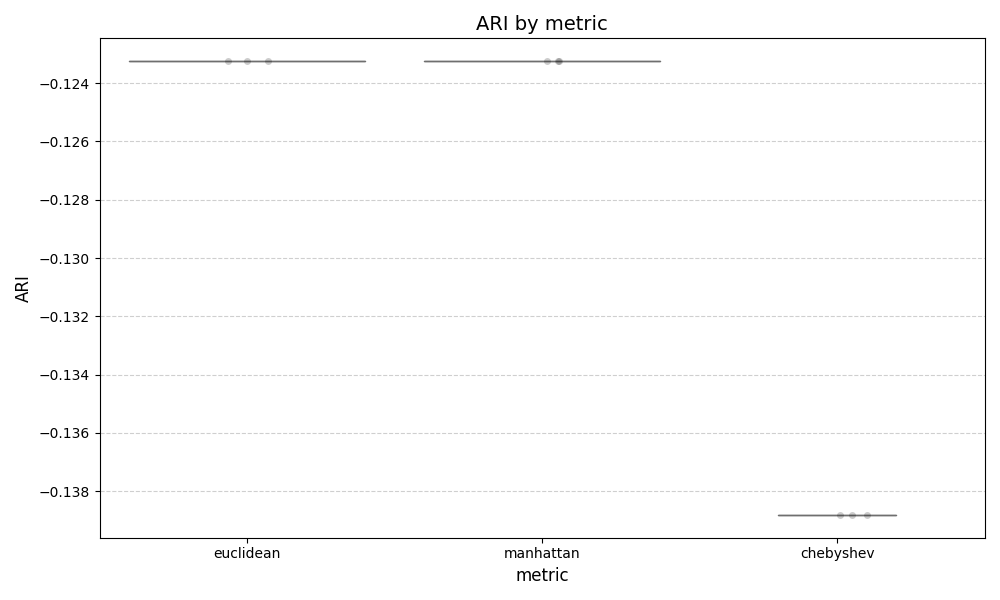 ARI by metric
ARI
−0.124
−0.126
−0.128
−0.130
−0.132
−0.134
−0.136
−0.138
euclidean
manhattan
chebyshev
metric